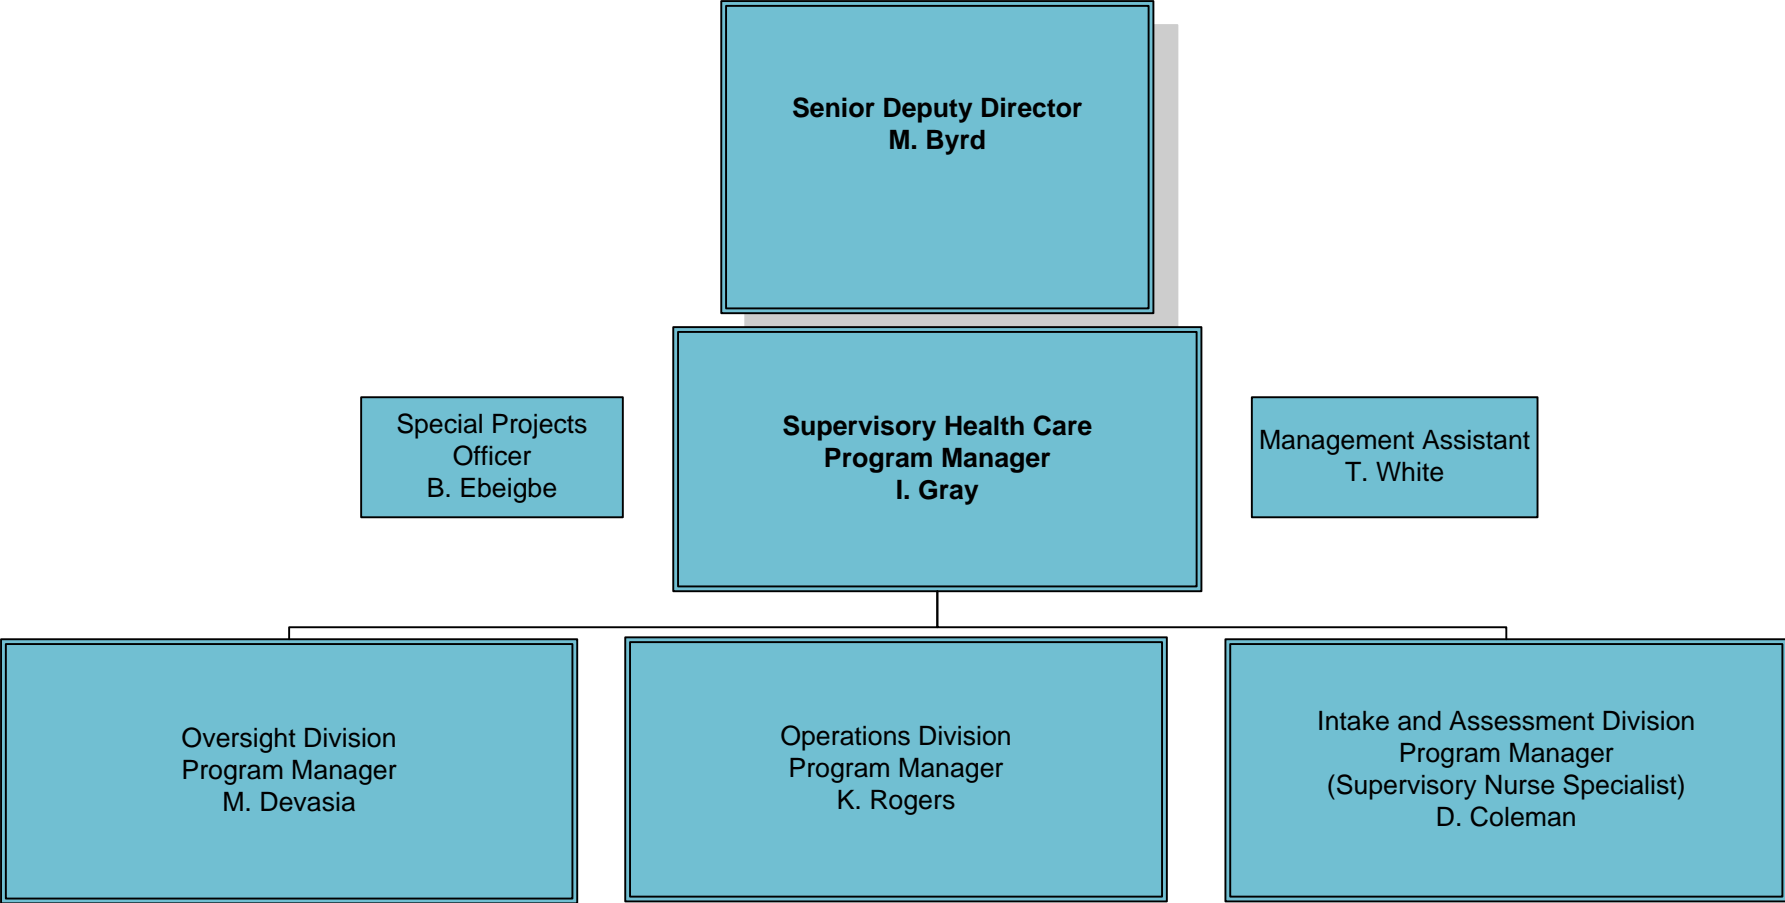 Senior Deputy Director
M. Byrd
Supervisory Health Care
Program Manager
I. Gray
Special Projects
Officer
B. Ebeigbe
Management Assistant
T. White
Oversight Division
Program Manager
M. Devasia
Operations Division
Program Manager
K. Rogers
Intake and Assessment Division
Program Manager
(Supervisory Nurse Specialist)
D. Coleman